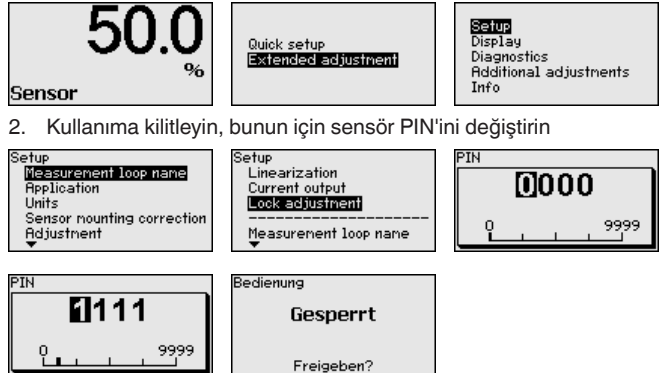 50.0
%
Sensor
Quick setup
Extended adjustment
Setup
Display
Diagnostics
Additional adjustments
Info
2. Kullanıma kilitleyin, bunun için sensör PIN'ini değiştirin
Setup
Measurement loop name
Application
Units
Sensor mounting correction
Adjustment
Setup
Linearization
Current output
Lock adjustment
Measurement loop name
PIN
0000
0 9999
PIN
1111
0 9999
Bedienung
Gesperrt
Freigeben?